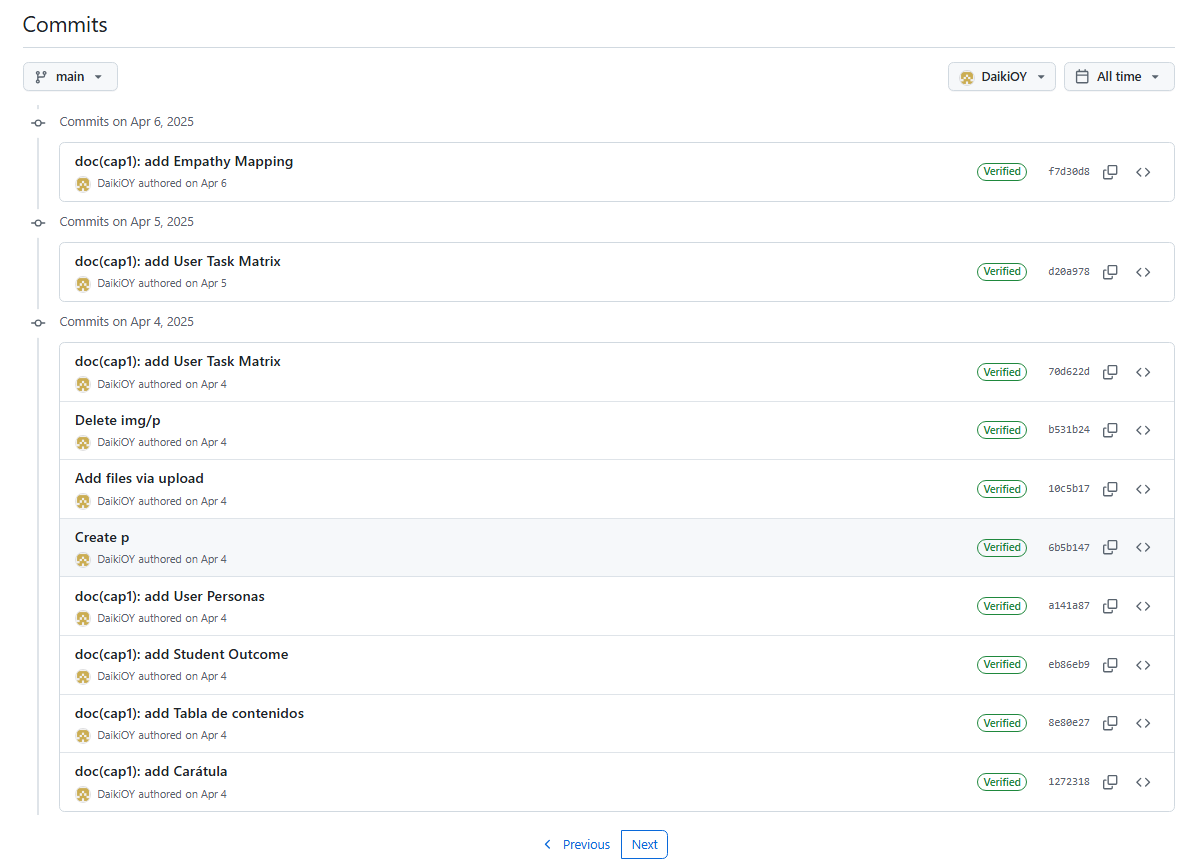 Commits
main
DaikiOY
All time
Commits on Apr 6, 2025
doc(cap1): add Empathy Mapping
DaikiOY authored on Apr 6
Verified
f7d30d8
Commits on Apr 5, 2025
doc(cap1): add User Task Matrix
DaikiOY authored on Apr 5
Verified
d20a978
Commits on Apr 4, 2025
doc(cap1): add User Task Matrix
DaikiOY authored on Apr 4
Verified
70d622d
Delete img/p
DaikiOY authored on Apr 4
Verified
b531b24
Add files via upload
DaikiOY authored on Apr 4
Verified
10c5b17
Create p
DaikiOY authored on Apr 4
Verified
6b5b147
doc(cap1): add User Personas
DaikiOY authored on Apr 4
Verified
a141a87
doc(cap1): add Student Outcome
DaikiOY authored on Apr 4
Verified
eb86eb9
doc(cap1): add Tabla de contenidos
DaikiOY authored on Apr 4
Verified
8e80e27
doc(cap1): add Carátula
DaikiOY authored on Apr 4
Verified
1272318
Previous
Next